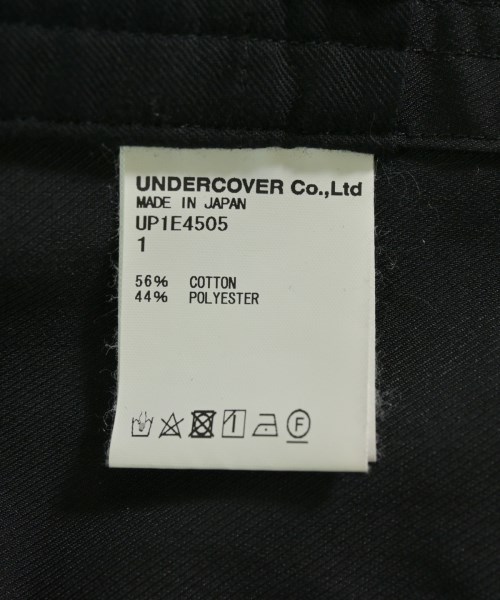 UNDERCOVER Co.,Ltd
MADE IN JAPAN
UP1E4505
1
56% COTTON
44% POLYESTER
F